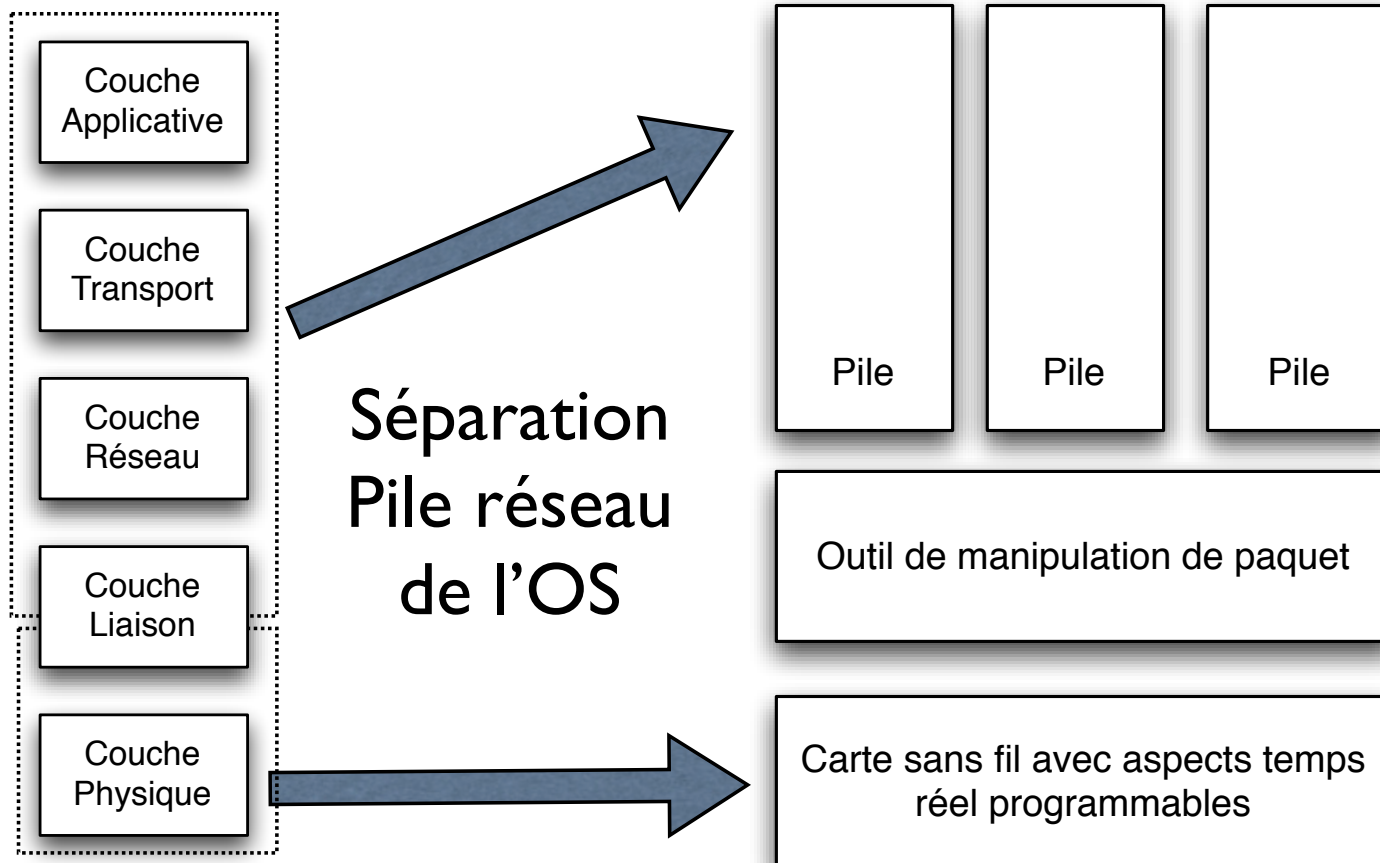 Couche
Applicative
Couche
Transport
Couche
Réseau
Couche
Liaison
Couche
Physique
Séparation
Pile réseau
de l'OS
Pile
Pile
Pile
Outil de manipulation de paquet
Carte sans fil avec aspects temps
réel programmables